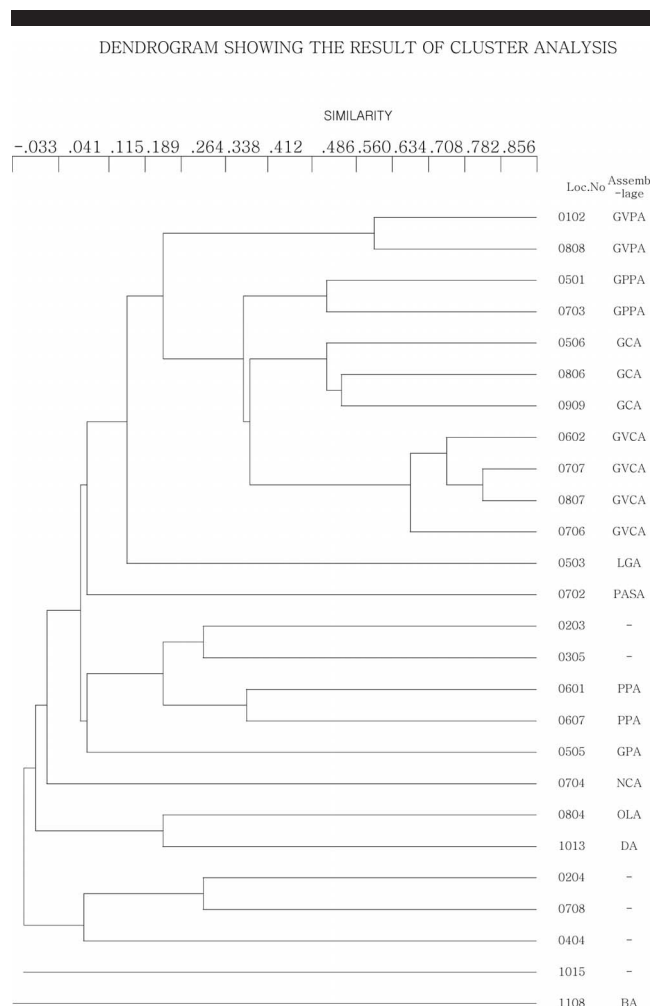 DENDROGRAM SHOWING THE RESULT OF CLUSTER ANALYSIS
SIMILARITY
-.033 .041 .115.189 .264.338 .412 .486.560.634.708.782.856
Loc.No Assemb
-lage
0102 GVPA
0808 GVPA
0501 GPPA
0703 GPPA
0506 GCA
0806 GCA
0909 GCA
0602 GVCA
0707 GVCA
0807 GVCA
0706 GVCA
0503 LGA
0702 PASA
0203 -
0305 -
0601 PPA
0607 PPA
0505 GPA
0704 NCA
0804 OLA
1013 DA
0204 -
0708 -
0404 -
1015 -
1108 BA